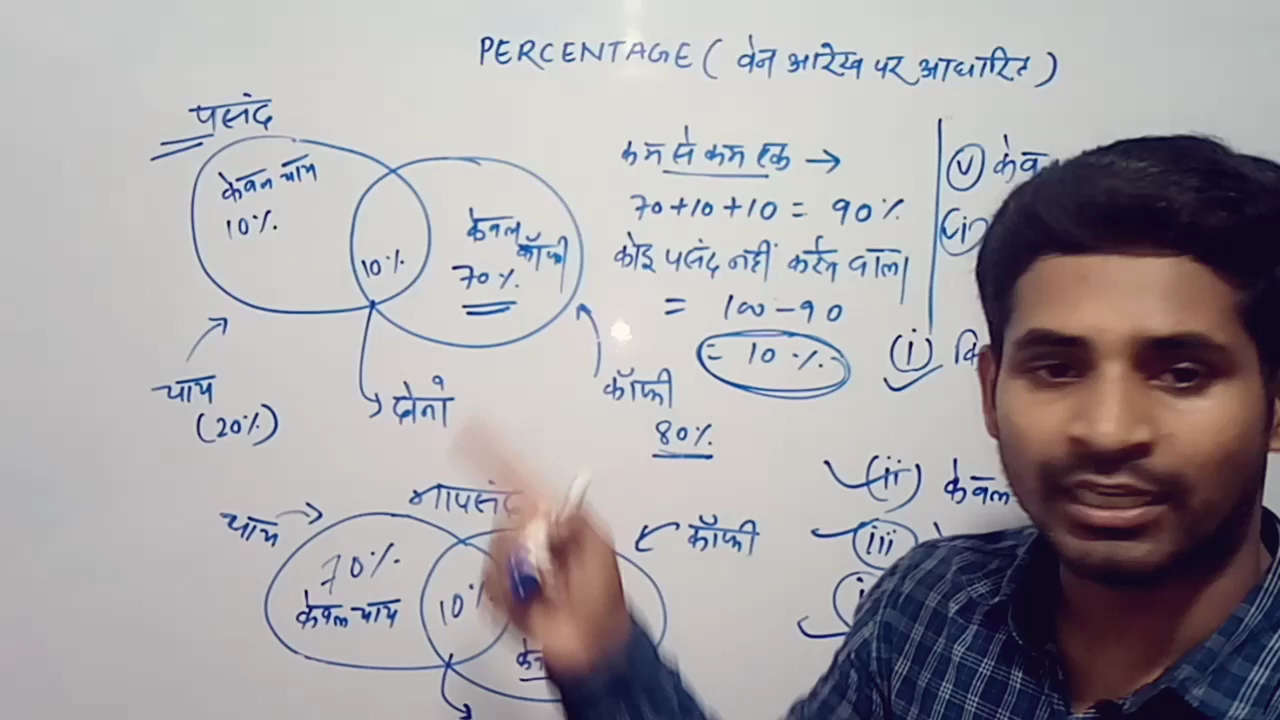 PERCENTAGE ( वेन आरेख पर आधारित )
पसंद
केवल चाय
10%
10%
केवल
कॉफी
70%
चाय
(20%)
दोनों
कॉफी
80%
कम से कम एक →
70+10+10 = 90%
कोई पसंद नहीं करने वाला
= 100-90
= 10%
(v)
(i)
(ii) केवल
(iii)
नापसंद
चाय
70%
केवल चाय
10%
कॉफी